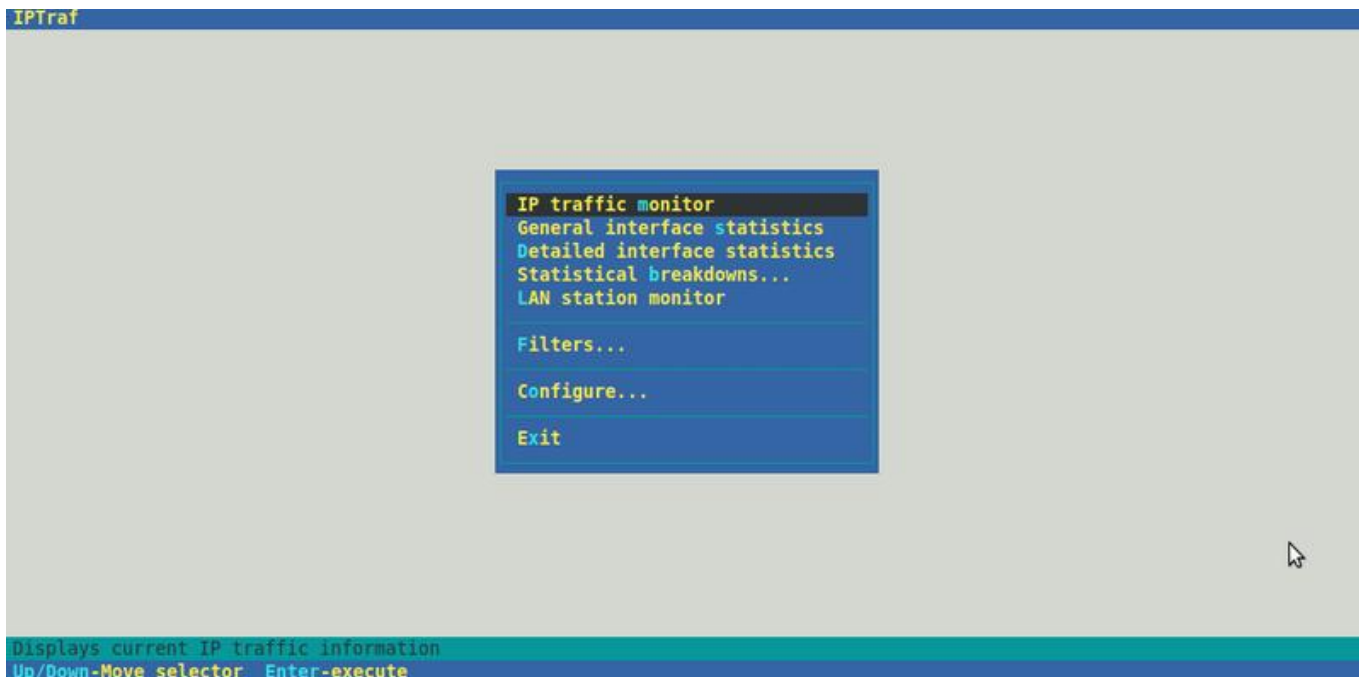 IPTraf
IP traffic monitor
General interface statistics
Detailed interface statistics
Statistical breakdowns...
LAN station monitor
Filters...
Configure...
Exit
Displays current IP traffic information
Up/Down-Move selector  Enter-execute